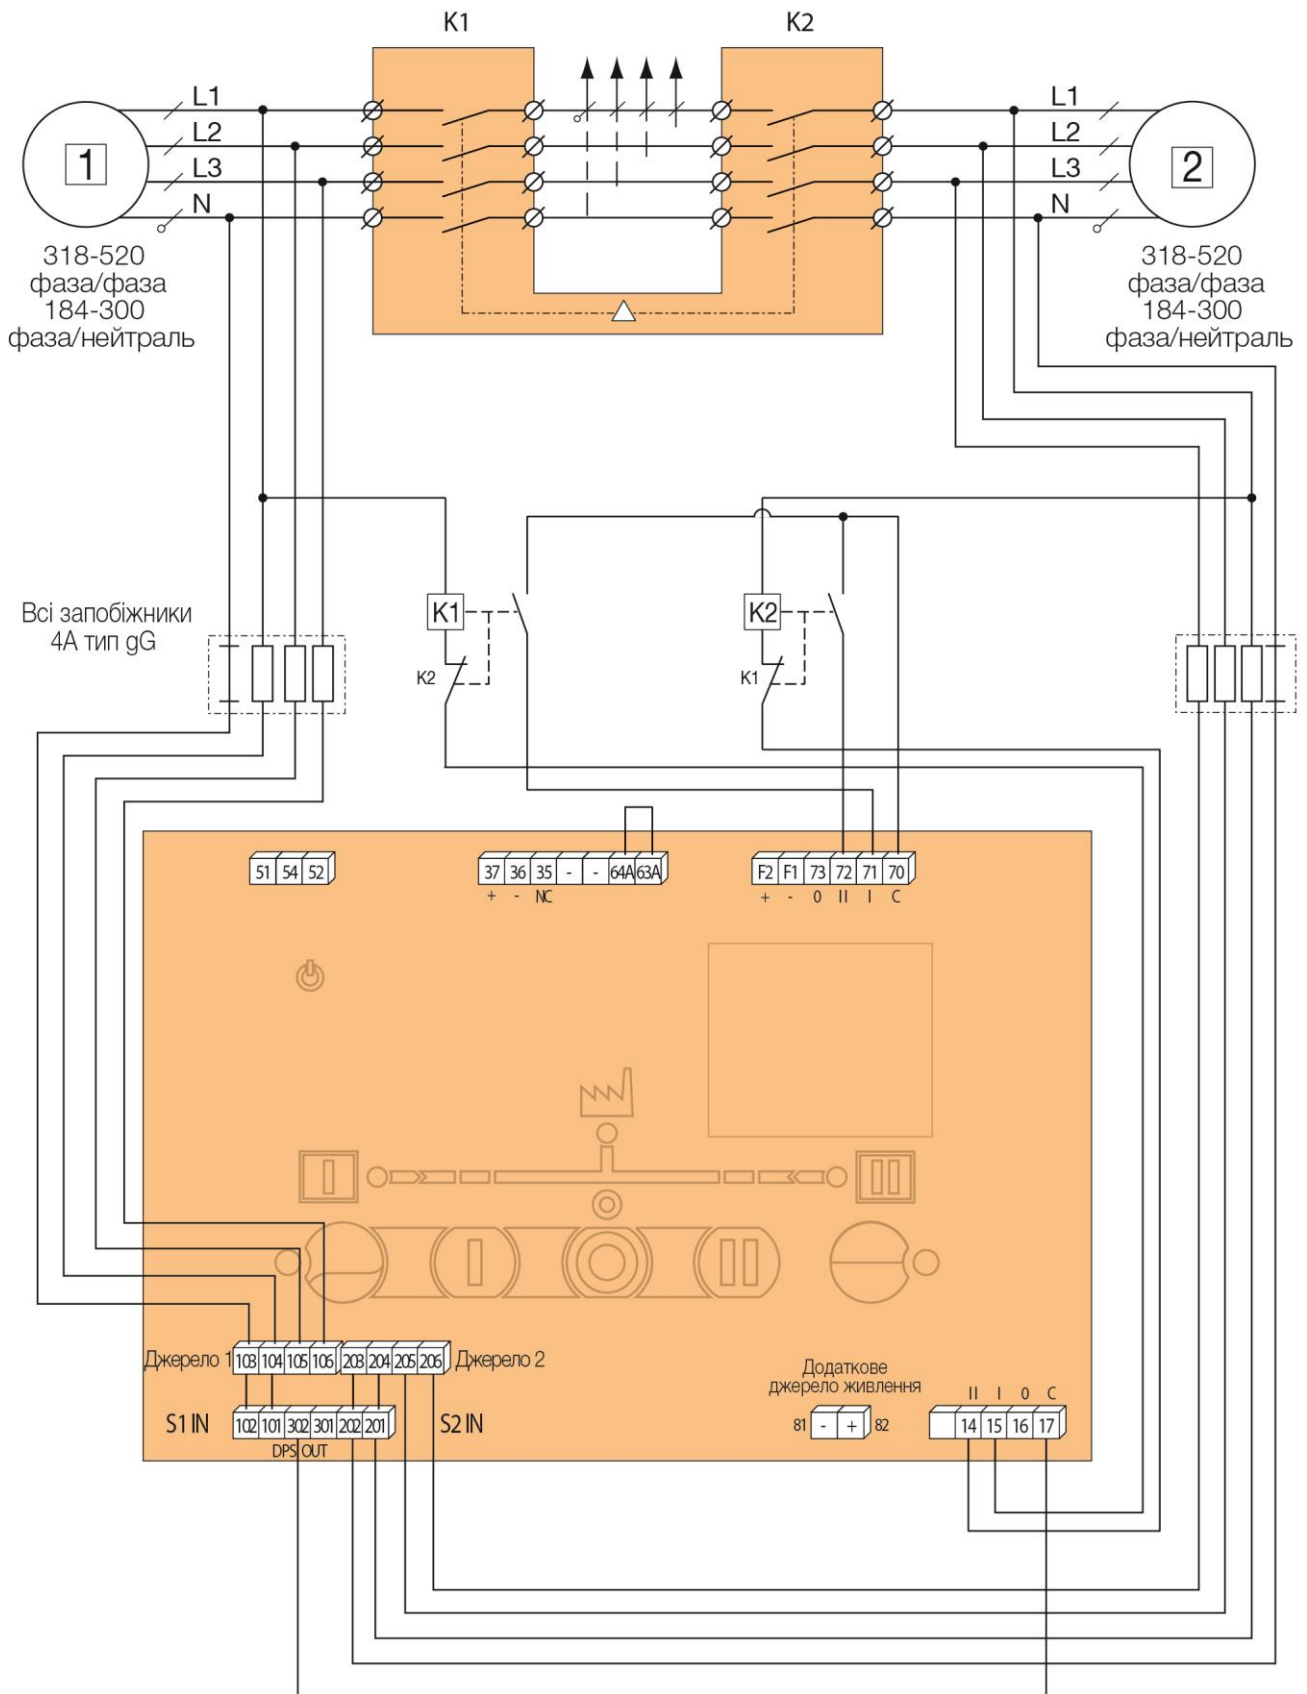 K1
K2
L1
L2
L3
N
1
L1
L2
L3
N
2
318-520
фаза/фаза
184-300
фаза/нейтраль
318-520
фаза/фаза
184-300
фаза/нейтраль
Всі запобіжники
4А тип gG
K1
K2
K2
K1
51 54 52
37 36 35 - - 64A 63A
+ - NC
F2 F1 73 72 71 70
+ - 0 II I C
I
II
I
II
Джерело 1
103 104 105 106
203 204 205 206
Джерело 2
S1 IN
102 101 302 301 202 201
S2 IN
DPS OUT
Додаткове
джерело живлення
81 - + 82
II I 0 C
14 15 16 17